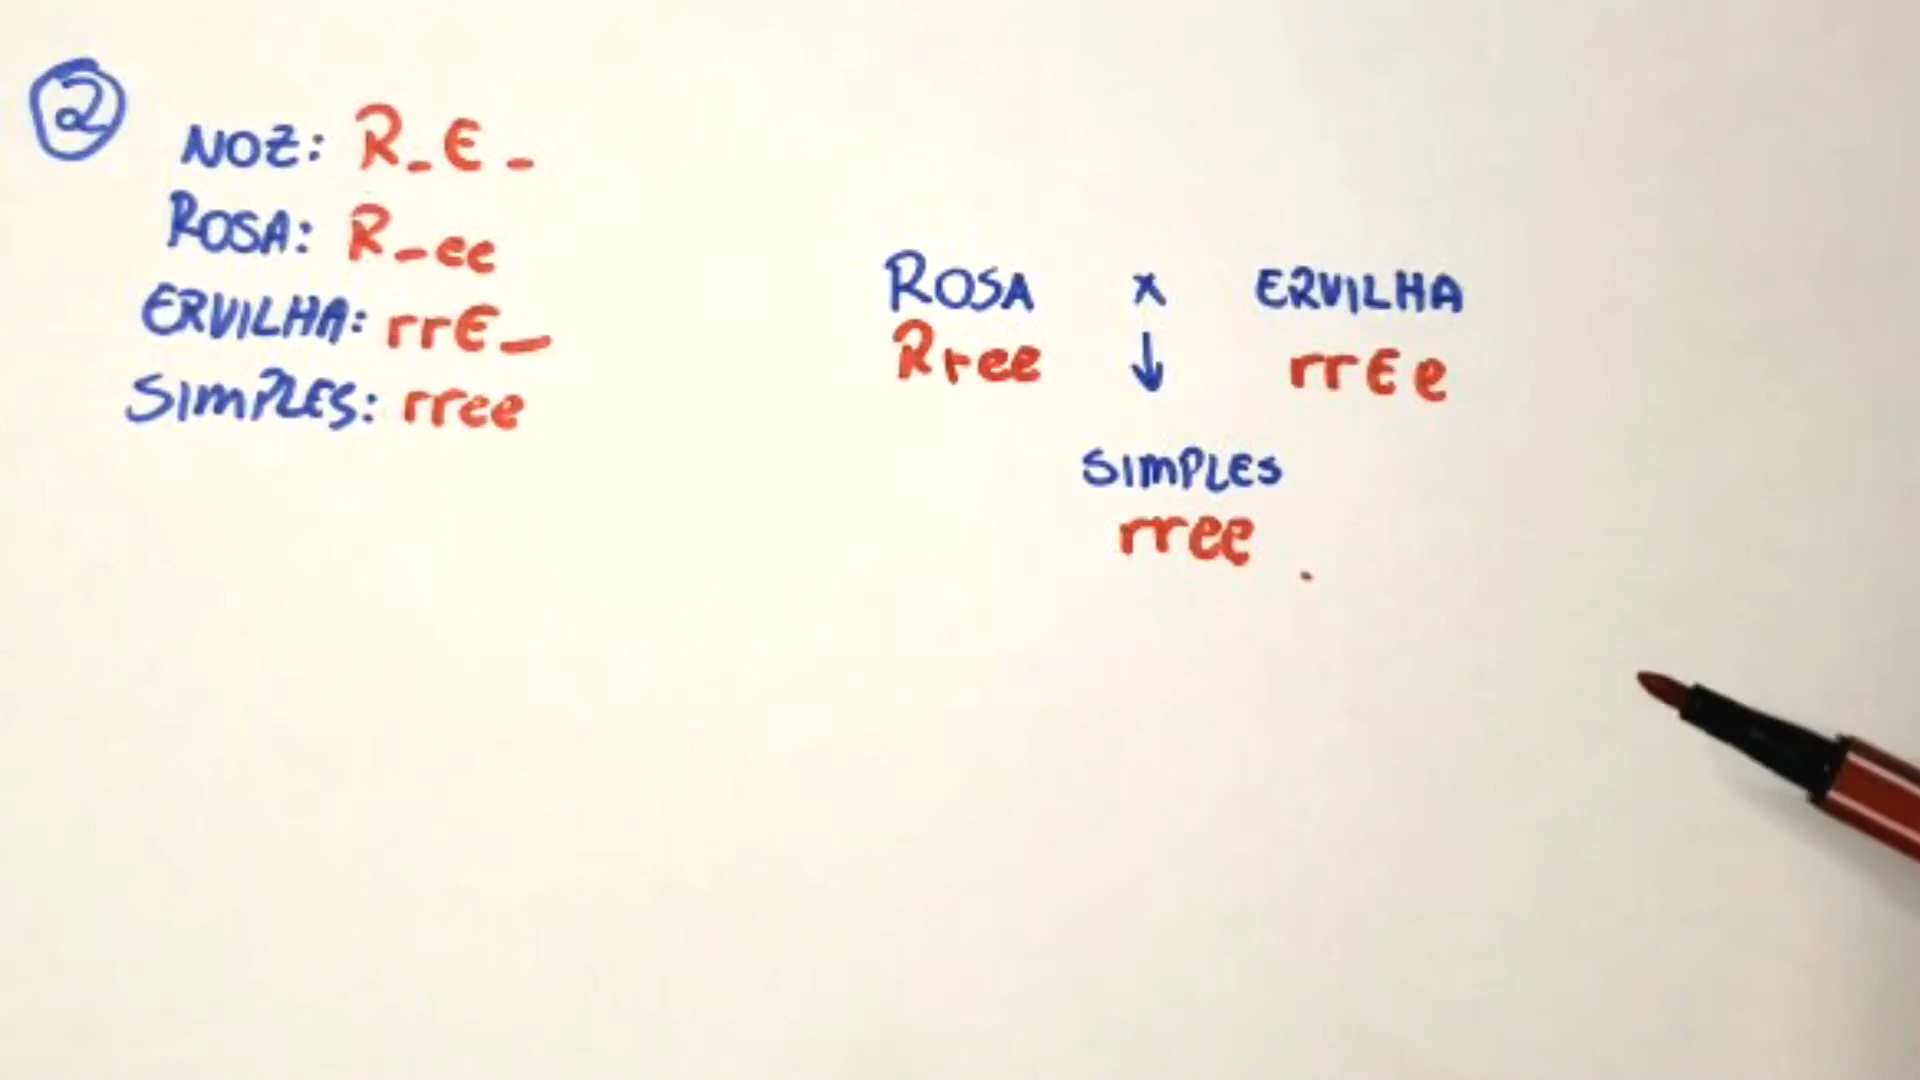 2
NOZ: R_E_
ROSA: R_ee
ERVILHA: rrE_
SIMPLES: rree
ROSA x ERVILHA
Rree ↓ rrEe
SIMPLES
rree .